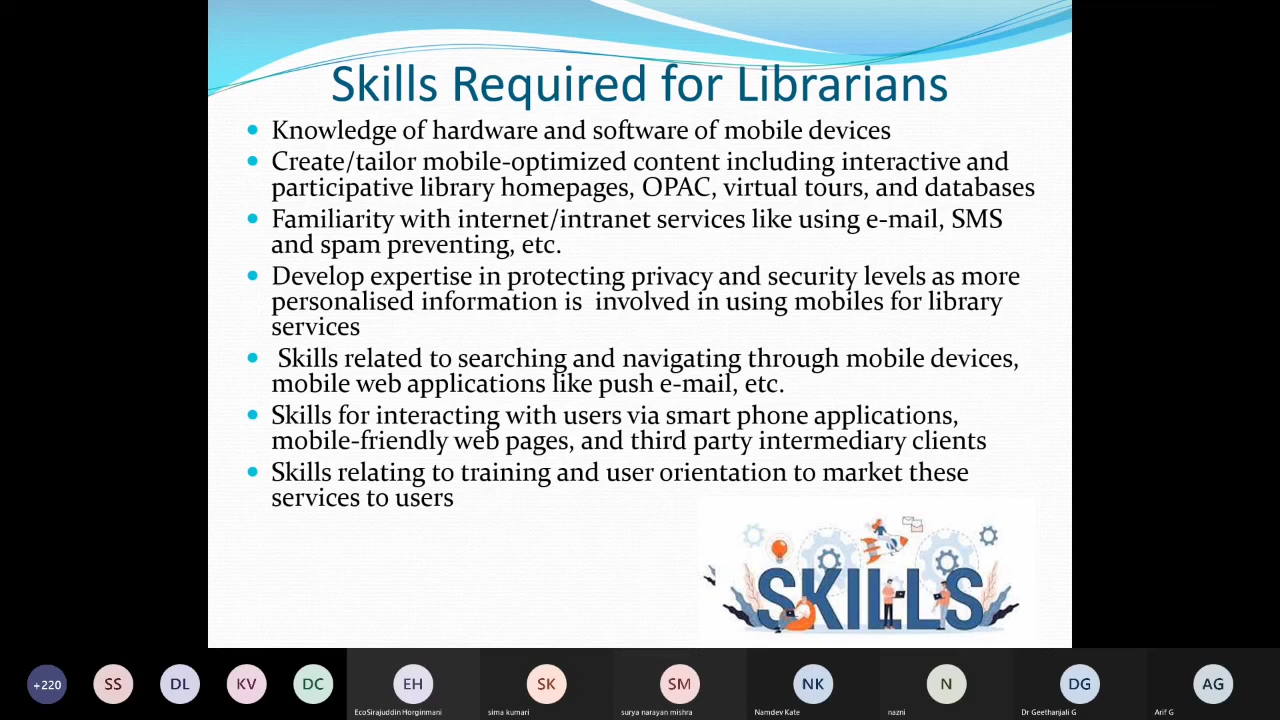 Skills Required for Librarians
Knowledge of hardware and software of mobile devices
Create/tailor mobile-optimized content including interactive and
participative library homepages, OPAC, virtual tours, and databases
Familiarity with internet/intranet services like using e-mail, SMS
and spam preventing, etc.
Develop expertise in protecting privacy and security levels as more
personalised information is involved in using mobiles for library
services
Skills related to searching and navigating through mobile devices,
mobile web applications like push e-mail, etc.
Skills for interacting with users via smart phone applications,
mobile-friendly web pages, and third party intermediary clients
Skills relating to training and user orientation to market these
services to users
SKILLS
+220 SS DL KV DC EH SK SM NK N DG AG
EcoSirajuddin Horginmani sima kumari surya narayan mishra Namdev Kate nazni Dr Geethanjali G Arif G